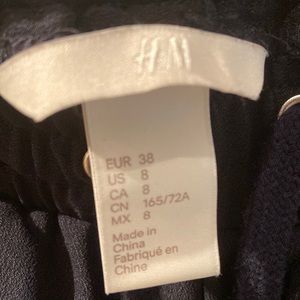 H&M
EUR 38
US 8
CA 8
CN 165/72A
MX 8
Made in
China
Fabriqué en
Chine